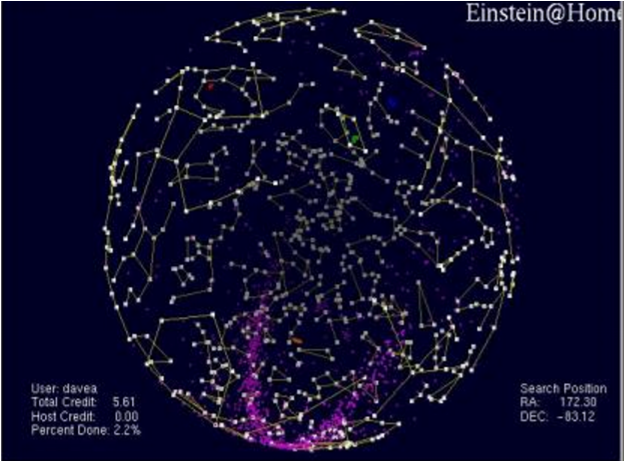 Einstein@Home
User: davea
Total Credit: 5.61
Host Credit: 0.00
Percent Done: 2.2%
Search Position
RA: 172.30
DEC: -83.12